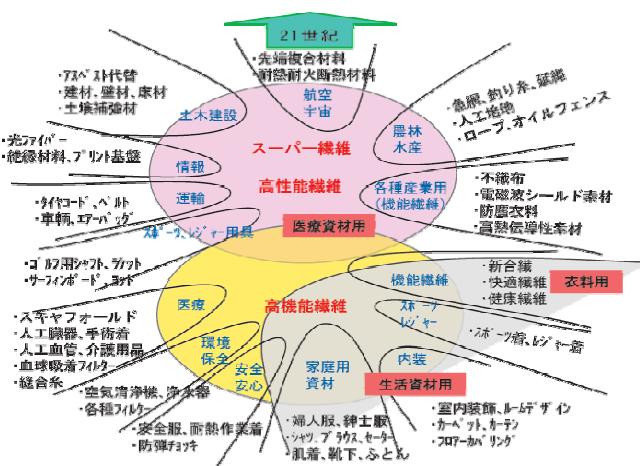 21世紀
・先端複合材料
・耐熱耐火断熱材料
・アスベスト代替
・建材、壁材、床材
・土壌補強材
土木建設
航空
宇宙
農林
水産
・魚網、釣り糸、延縄
・人工地地
・ロープ、オイルフェンス
スーパー繊維
・光ファイバー
・絶縁材料、プリント基盤
情報
高性能繊維
運輸
各種産業用
(機能繊維)
・不織布
・電磁波シールド素材
・防塵衣料
・高熱伝導性素材
・タイヤコード、ベルト
・車輌、エアーバッグ
スポーツ、レジャー用具
医療資材用
・ゴルフ用シャフト、ラケット
・サーフィンボード、ヨット
機能繊維
・新合繊
・快適繊維
・健康繊維
衣料用
医療
高機能繊維
スポーツ
レジャー
・スポーツ着、レジャー着
・スキャフォールド
・人工臓器、手術着
・人工血管、介護用品
・血球吸着フィルター
・縫合糸
環境
保全
安全
安心
家庭用
資材
内装
生活資材用
・空気清浄機、浄水器
・各種フィルター
・安全服、耐熱作業着
・防弾チョッキ
・婦人服、紳士服
・シャツ、ブラウス、セーター
・肌着、靴下、ふとん
・室内装飾、ルームデザイン
・カーペット、カーテン
・フロアーカバリング